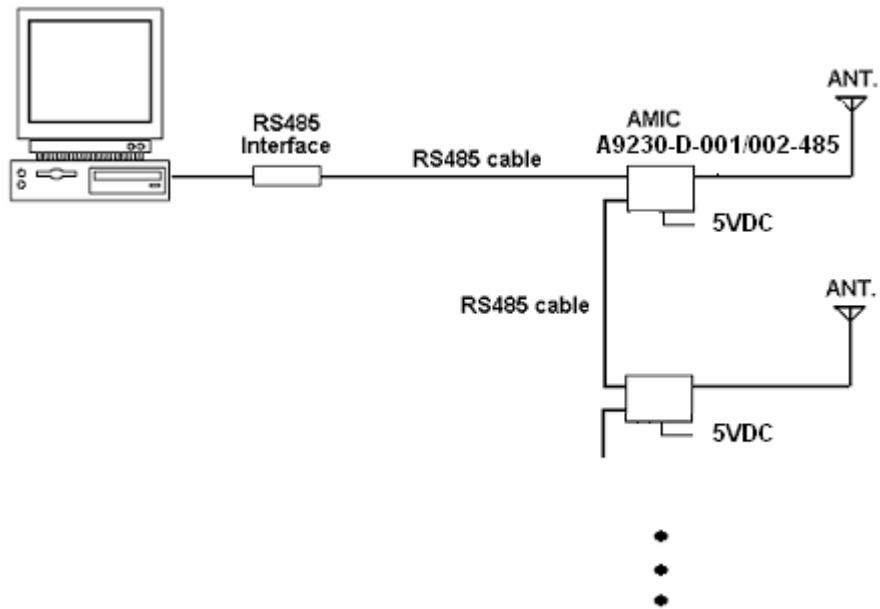 ANT.
RS485
Interface
RS485 cable
AMIC
A9230-D-001/002-485
5VDC
RS485 cable
ANT.
5VDC